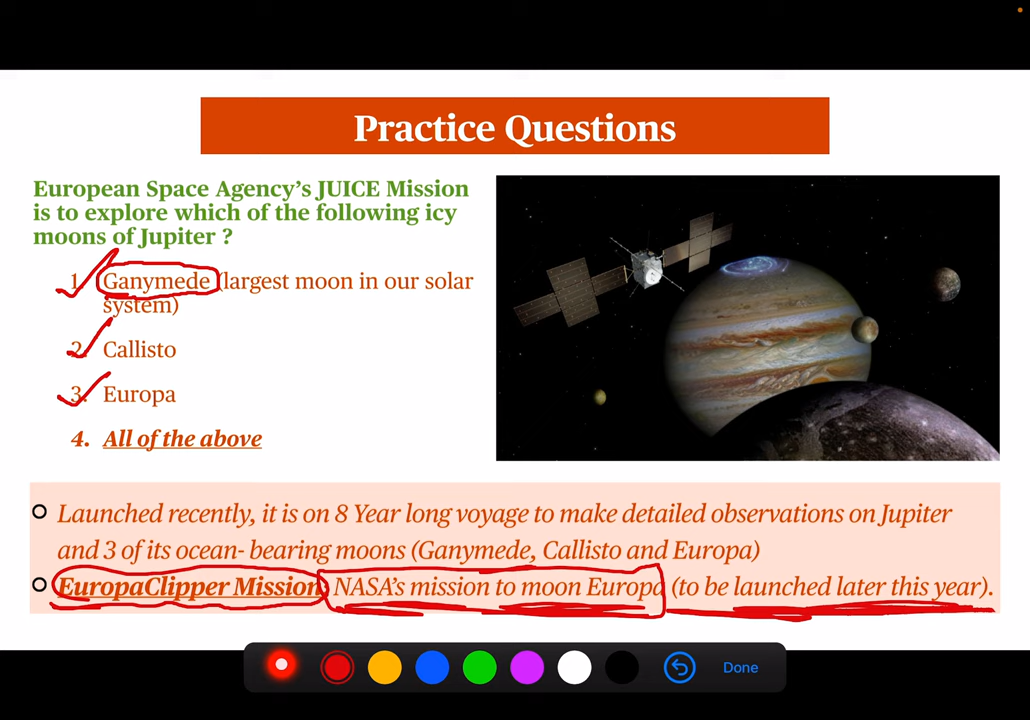 Practice Questions
European Space Agency's JUICE Mission
is to explore which of the following icy
moons of Jupiter ?
1. Ganymede (largest moon in our solar
system)
2. Callisto
3. Europa
4. All of the above
Launched recently, it is on 8 Year long voyage to make detailed observations on Jupiter
and 3 of its ocean- bearing moons (Ganymede, Callisto and Europa)
EuropaClipper Mission: NASA's mission to moon Europa (to be launched later this year).
Done